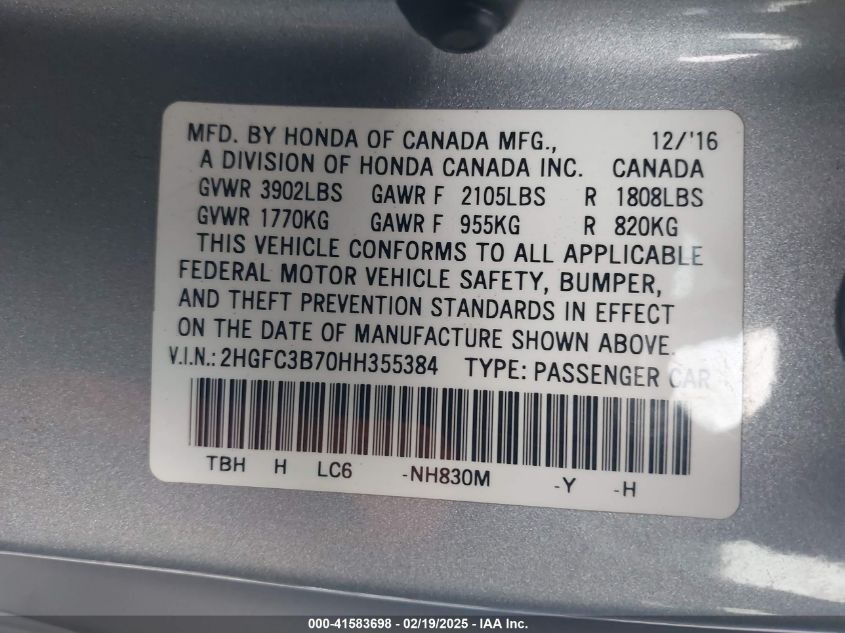 MFD. BY HONDA OF CANADA MFG., 12/'16
A DIVISION OF HONDA CANADA INC. CANADA
GVWR 3902LBS GAWR F 2105LBS R 1808LBS
GVWR 1770KG GAWR F 955KG R 820KG
THIS VEHICLE CONFORMS TO ALL APPLICABLE
FEDERAL MOTOR VEHICLE SAFETY, BUMPER,
AND THEFT PREVENTION STANDARDS IN EFFECT
ON THE DATE OF MANUFACTURE SHOWN ABOVE.
V.I.N.: 2HGFC3B70HH355384 TYPE: PASSENGER CAR
TBH H LC6 -NH830M -Y -H
000-41583698 - 02/19/2025 - IAA Inc.